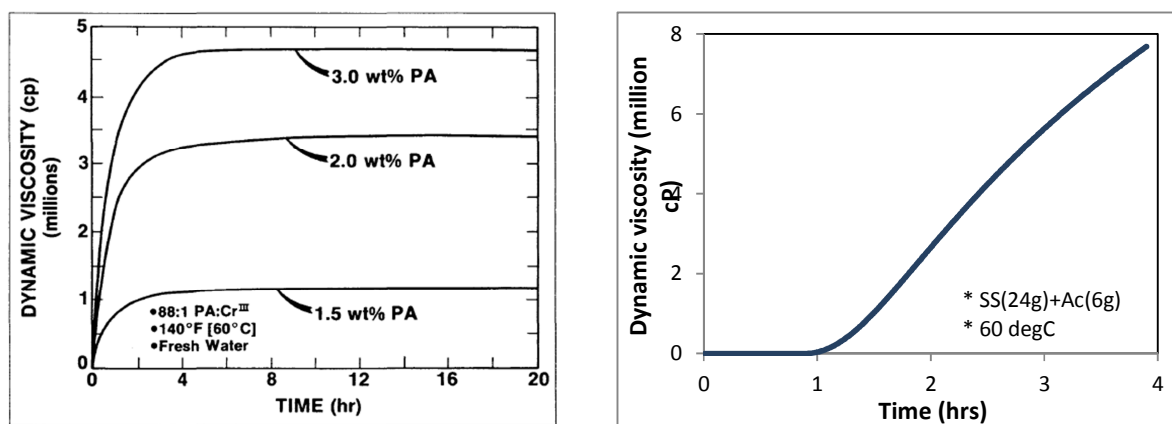 5
4
3
2
1
0
DYNAMIC VISCOSITY (cp)
(millions)
3.0 wt% PA
2.0 wt% PA
1.5 wt% PA
•88:1 PA:Cr^III
•140°F [60°C]
•Fresh Water
0 4 8 12 16 20
TIME (hr)
8
6
4
2
0
Dynamic viscosity (million
cP)
* SS(24g)+Ac(6g)
* 60 degC
0 1 2 3 4
Time (hrs)